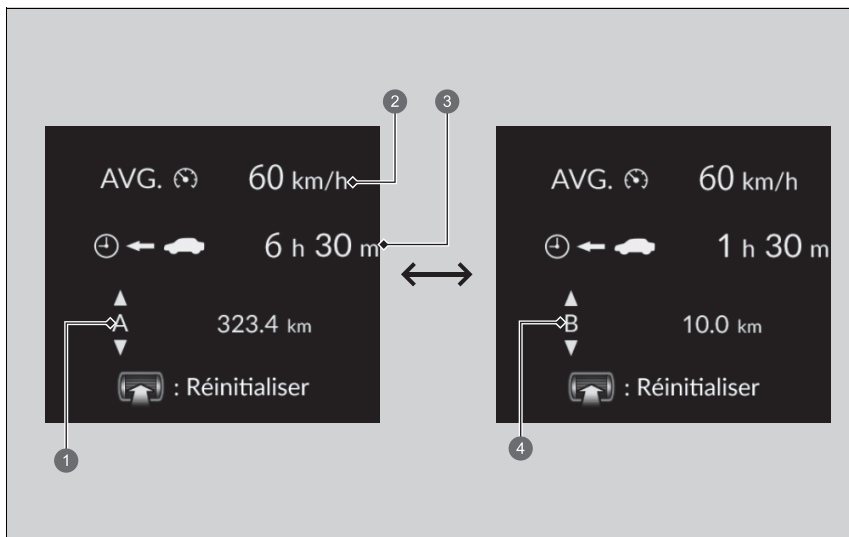 2 3
AVG. 60 km/h
6 h 30 m
A 323.4 km
: Réinitialiser
1
AVG. 60 km/h
1 h 30 m
B 10.0 km
: Réinitialiser
4